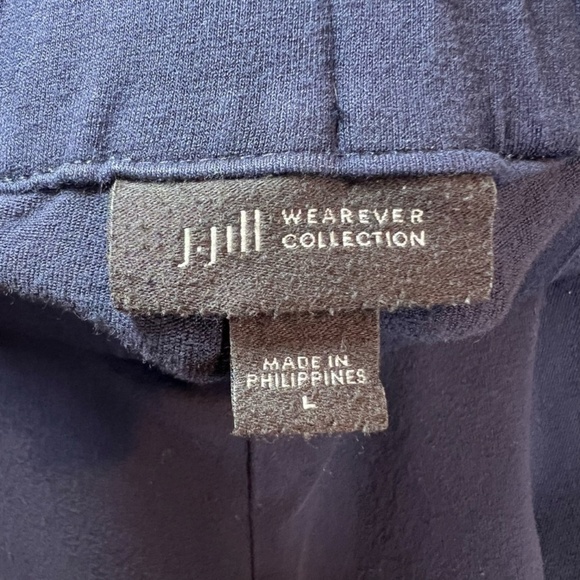 J.Jill WEAREVER
COLLECTION
MADE IN
PHILIPPINES
L